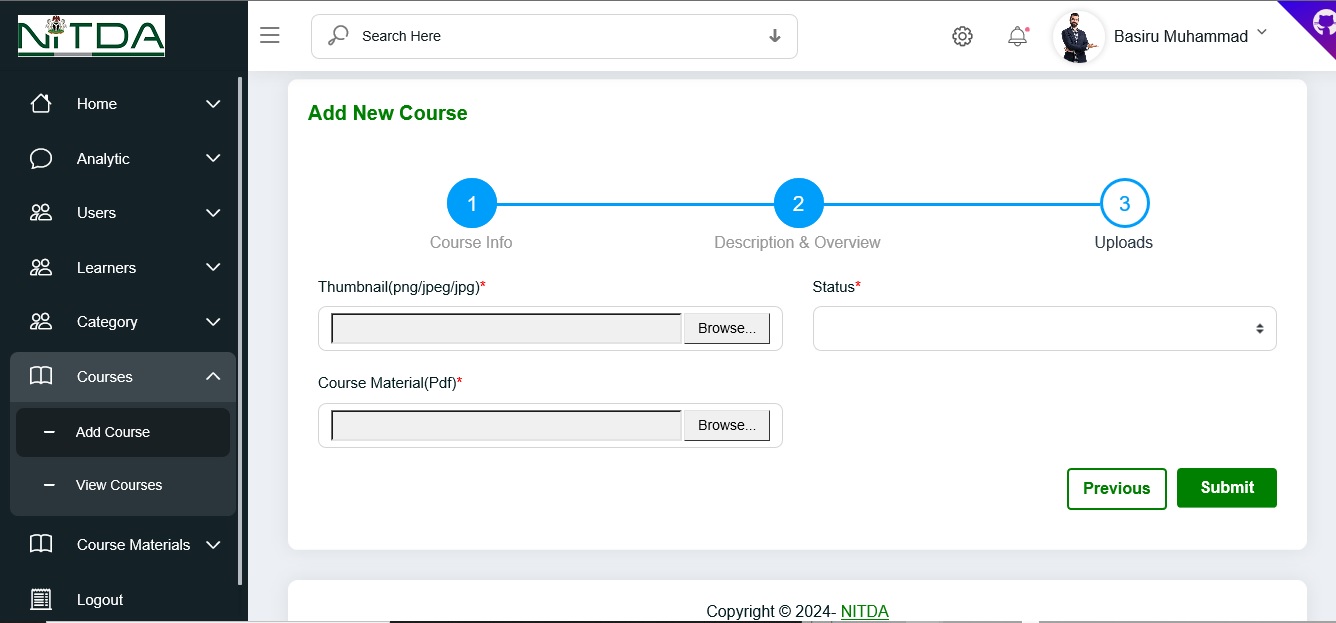 NITDA
Search Here
Basiru Muhammad
Home
Analytic
Users
Learners
Category
Courses
Add Course
View Courses
Course Materials
Logout
Add New Course
1
2
3
Course Info
Description & Overview
Uploads
Thumbnail(png/jpeg/jpg)*
Status*
Browse...
Course Material(Pdf)*
Browse...
Previous
Submit
Copyright © 2024- NITDA